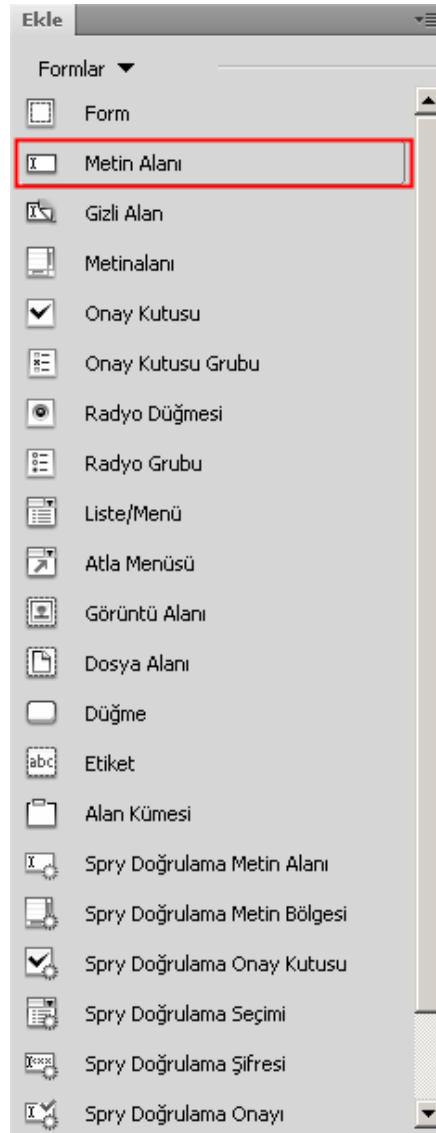 Ekle
Formlar
Form
Metin Alanı
Gizli Alan
Metinalanı
Onay Kutusu
Onay Kutusu Grubu
Radyo Düğmesi
Radyo Grubu
Liste/Menü
Atla Menüsü
Görüntü Alanı
Dosya Alanı
Düğme
abc Etiket
Alan Kümesi
Spry Doğrulama Metin Alanı
Spry Doğrulama Metin Bölgesi
Spry Doğrulama Onay Kutusu
Spry Doğrulama Seçimi
Spry Doğrulama Şifresi
Spry Doğrulama Onayı